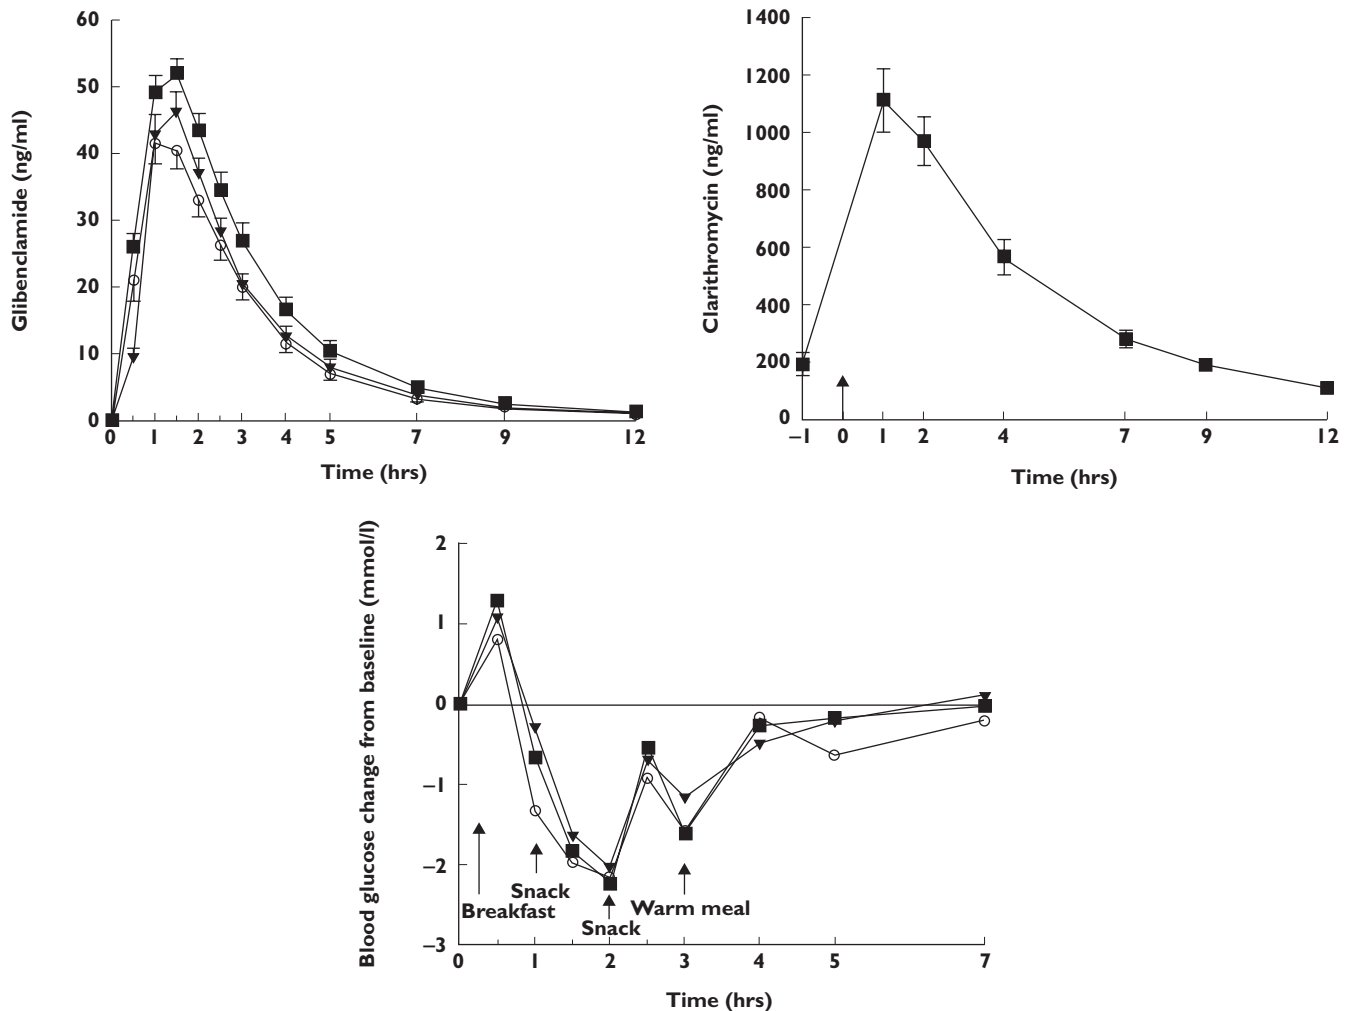 60
50
40
30
20
10
0
Glibenclamide (ng/ml)
0 1 2 3 4 5 7 9 12
Time (hrs)
1400
1200
1000
800
600
400
200
0
Clarithromycin (ng/ml)
–1 0 1 2 4 7 9 12
Time (hrs)
2
1
0
–1
–2
–3
Blood glucose change from baseline (mmol/l)
Snack
Breakfast
Warm meal
Snack
0 1 2 3 4 5 7
Time (hrs)